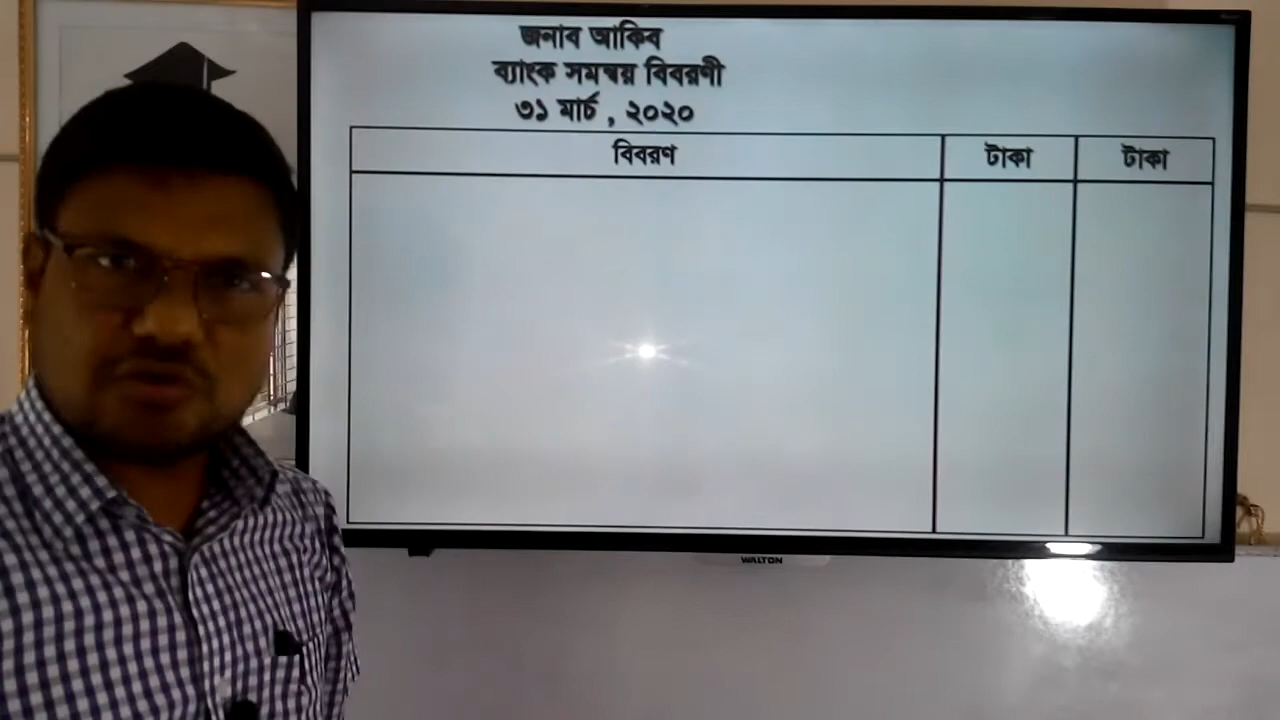 জনাব আকিব
ব্যাংক সমন্বয় বিবরণী
৩১ মার্চ , ২০২০
বিবরণ টাকা টাকা
WALTON